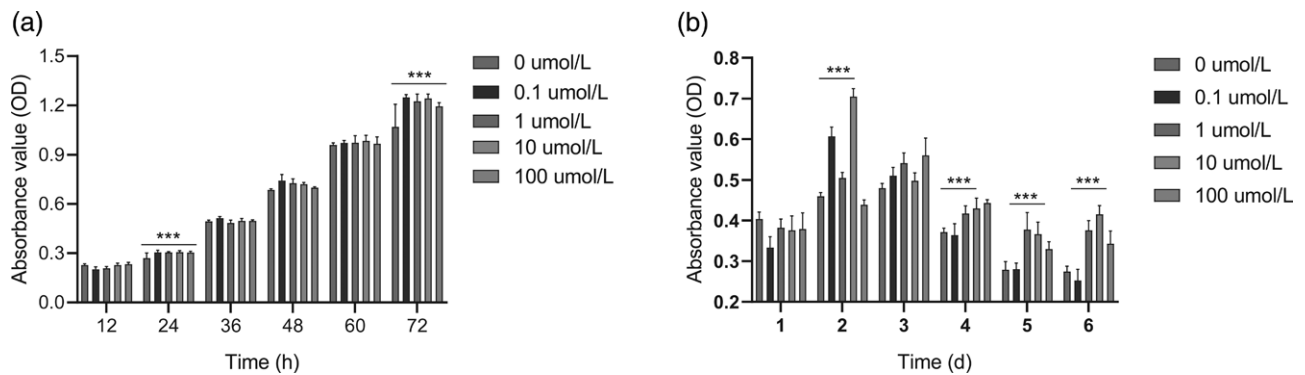 (a)
Absorbance value (OD)
1.5
1.2
0.9
0.6
0.3
0.0
***
***
12 24 36 48 60 72
Time (h)
0 umol/L
0.1 umol/L
1 umol/L
10 umol/L
100 umol/L
(b)
Absorbance value (OD)
0.8
0.7
0.6
0.5
0.4
0.3
0.2
***
***
***
***
1 2 3 4 5 6
Time (d)
0 umol/L
0.1 umol/L
1 umol/L
10 umol/L
100 umol/L